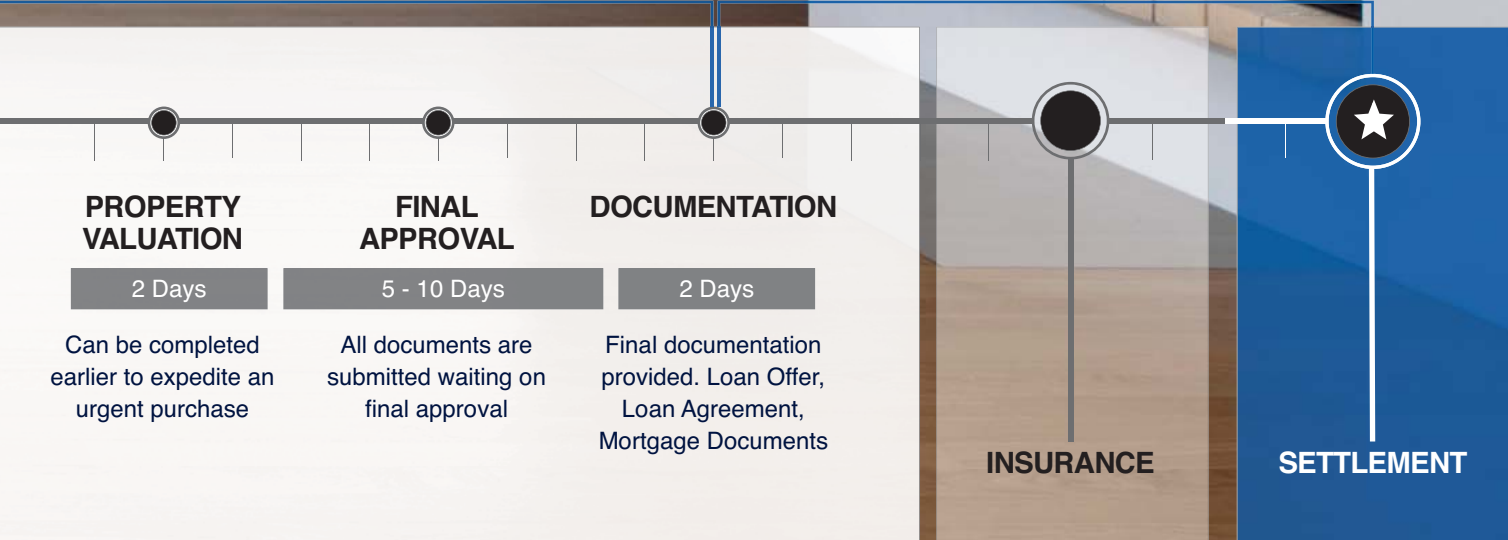 PROPERTY
VALUATION
2 Days
Can be completed
earlier to expedite an
urgent purchase
FINAL
APPROVAL
5 - 10 Days
All documents are
submitted waiting on
final approval
DOCUMENTATION
2 Days
Final documentation
provided. Loan Offer,
Loan Agreement,
Mortgage Documents
INSURANCE
SETTLEMENT